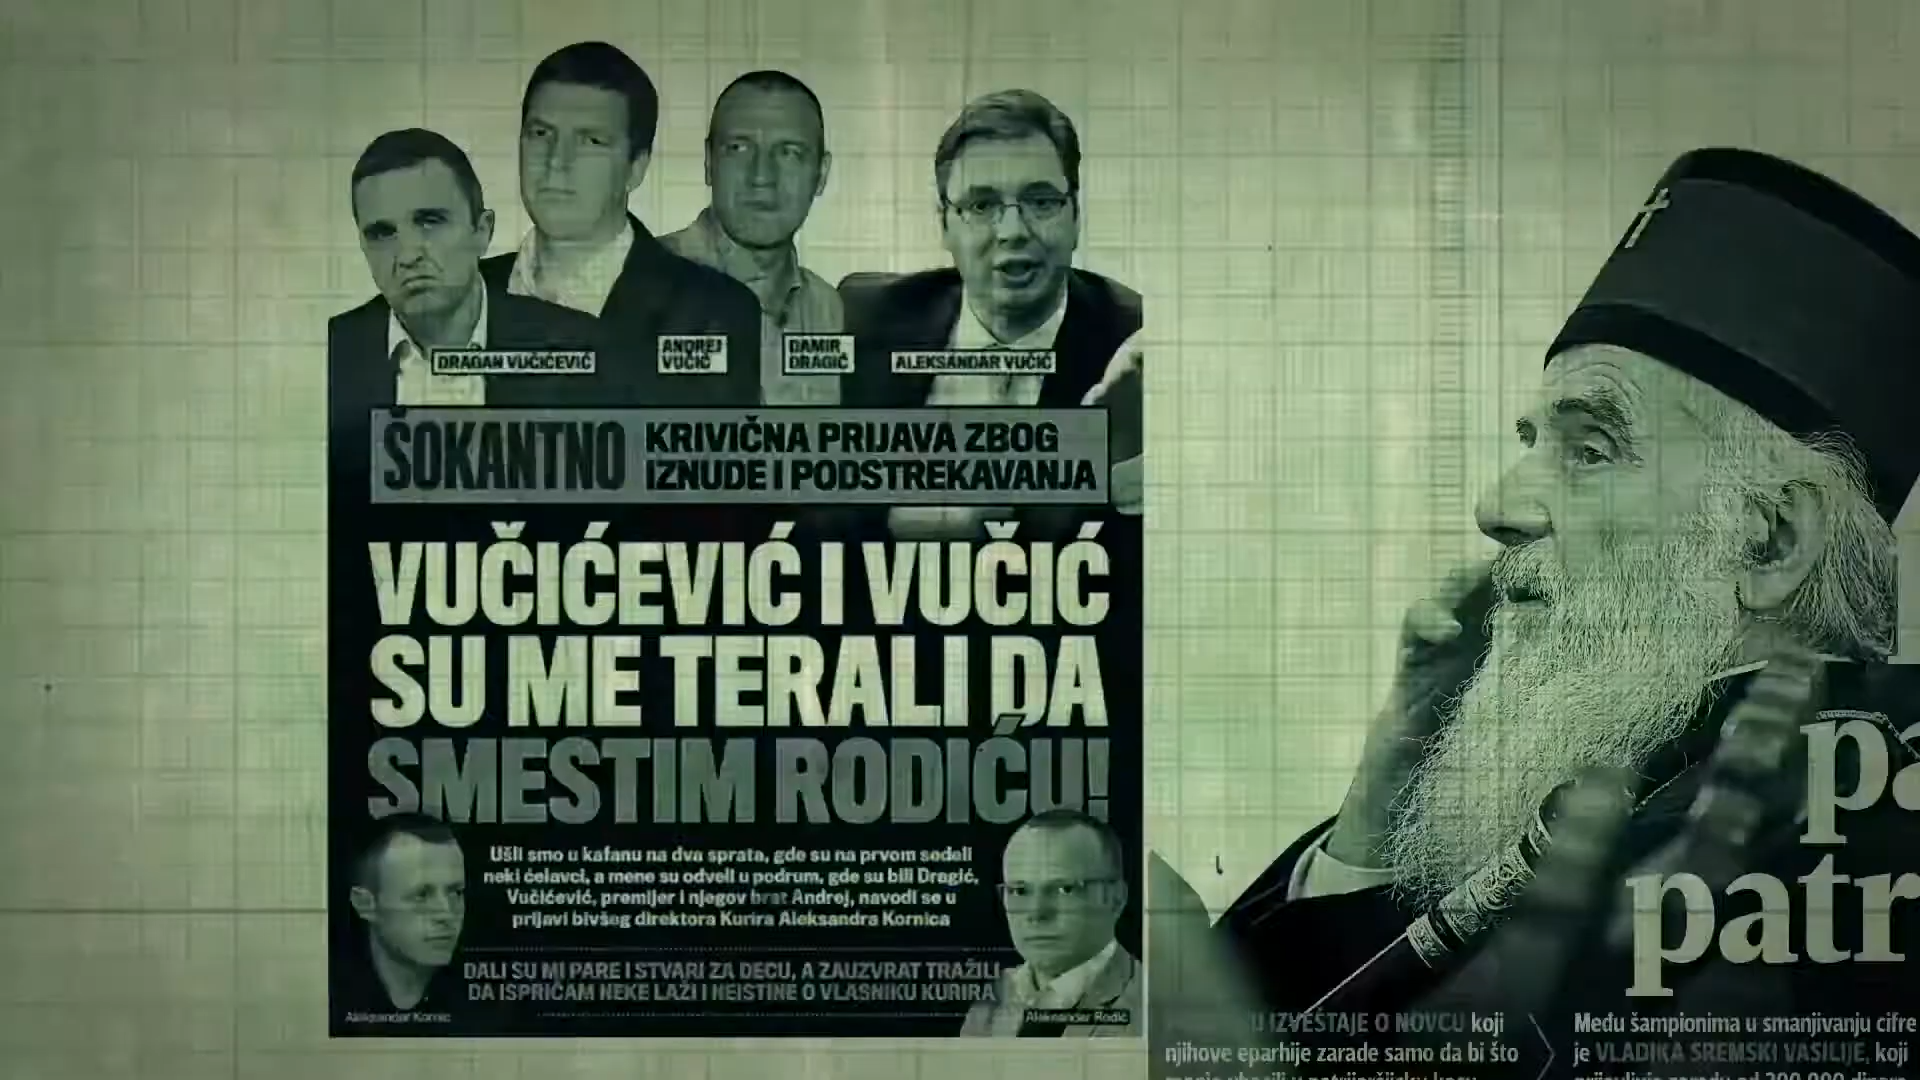 DRAGAN VUČIĆEVIĆ
ANDREJ
VUČIĆ
DAMIR
DRAGIĆ
ALEKSANDAR VUČIĆ
ŠOKANTNO
KRIVIČNA PRIJAVA ZBOG
IZNUDE I PODSTREKAVANJA
VUČIĆEVIĆ I VUČIĆ
SU ME TERALI DA
SMESTIM RODIĆU!
Ušli smo u kafanu na dva sprata, gde su na prvom sedeli
neki ćelavci, a mene su odveli u podrum, gde su bili Dragić,
Vučićević, premijer i njegov brat Andrej, navodi se u
prijavi bivšeg direktora Kurira Aleksandra Kornica
DALI SU MI PARE I STVARI ZA DECU, A ZAUZVRAT TRAŽILI
DA ISPRIČAM NEKE LAŽI I NEISTINE O VLASNIKU KURIRA
Aleksandar Kornic
Aleksandar Rodić
pa
patr
U IZVEŠTAJE O NOVCU koji
njihove eparhije zarade samo da bi što
Među šampionima u smanjivanju cifre
je VLADIKA SREMSKI VASILIJE, koji